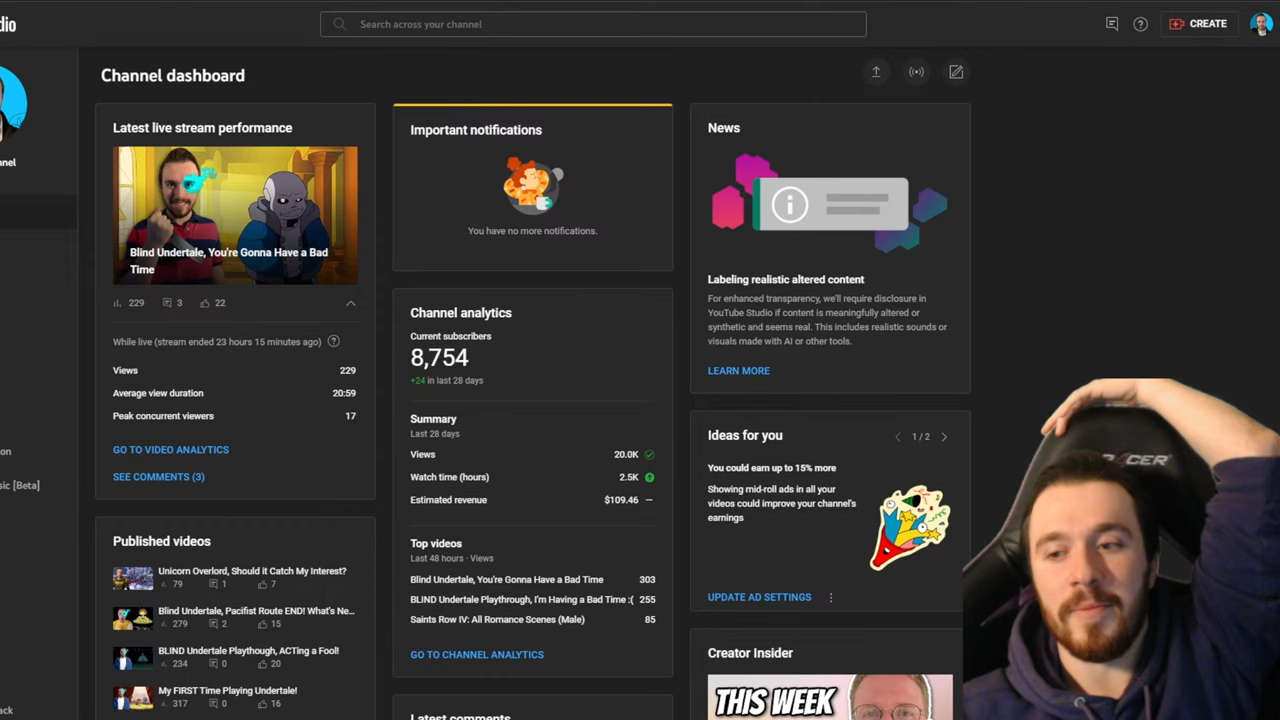 dio
Search across your channel
CREATE
Channel dashboard
nnel
on
sic [Beta]
ack
Latest live stream performance
Blind Undertale, You're Gonna Have a Bad
Time
229 3 22
While live (stream ended 23 hours 15 minutes ago)
Views 229
Average view duration 20:59
Peak concurrent viewers 17
GO TO VIDEO ANALYTICS
SEE COMMENTS (3)
Published videos
Unicorn Overlord, Should it Catch My Interest?
79 1 7
Blind Undertale, Pacifist Route END! What's Ne...
279 2 15
BLIND Undertale Playthough, ACTing a Fool!
234 0 20
My FIRST Time Playing Undertale!
317 0 16
Important notifications
You have no more notifications.
Channel analytics
Current subscribers
8,754
+24 in last 28 days
Summary
Last 28 days
Views 20.0K
Watch time (hours) 2.5K
Estimated revenue $109.46 —
Top videos
Last 48 hours · Views
Blind Undertale, You're Gonna Have a Bad Time 303
BLIND Undertale Playthrough, I'm Having a Bad Time :( 255
Saints Row IV: All Romance Scenes (Male) 85
GO TO CHANNEL ANALYTICS
Latest comments
News
Labeling realistic altered content
For enhanced transparency, we'll require disclosure in
YouTube Studio if content is meaningfully altered or
synthetic and seems real. This includes realistic sounds or
visuals made with AI or other tools.
LEARN MORE
Ideas for you 1 / 2
You could earn up to 15% more
Showing mid-roll ads in all your
videos could improve your channel's
earnings
UPDATE AD SETTINGS
Creator Insider
THIS WEEK